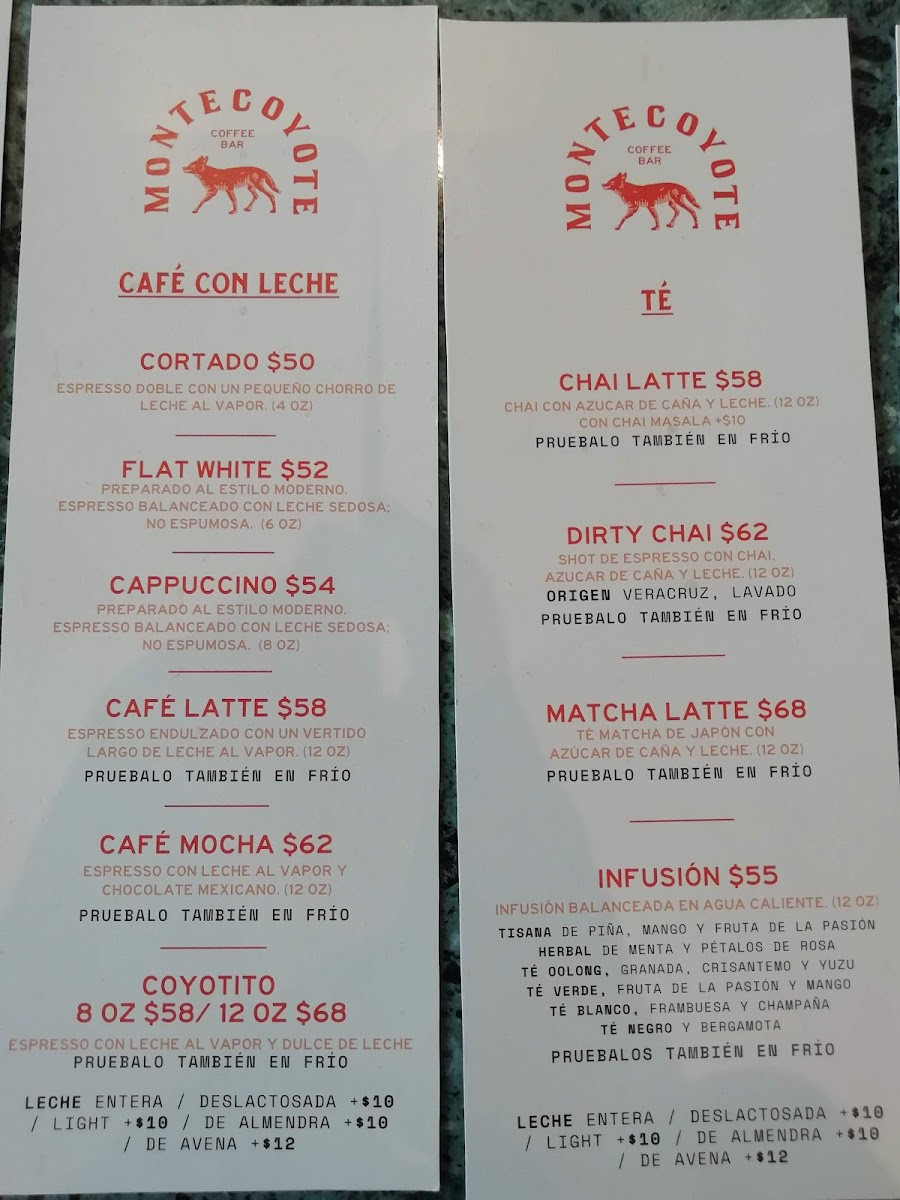 MONTECOYOTE
COFFEE
BAR
CAFÉ CON LECHE
CORTADO $50
ESPRESSO DOBLE CON UN PEQUEÑO CHORRO DE
LECHE AL VAPOR. (4 OZ)
FLAT WHITE $52
PREPARADO AL ESTILO MODERNO.
ESPRESSO BALANCEADO CON LECHE SEDOSA;
NO ESPUMOSA. (6 OZ)
CAPPUCCINO $54
PREPARADO AL ESTILO MODERNO.
ESPRESSO BALANCEADO CON LECHE SEDOSA;
NO ESPUMOSA. (8 OZ)
CAFÉ LATTE $58
ESPRESSO ENDULZADO CON UN VERTIDO
LARGO DE LECHE AL VAPOR. (12 OZ)
PRUEBALO TAMBIÉN EN FRÍO
CAFÉ MOCHA $62
ESPRESSO CON LECHE AL VAPOR Y
CHOCOLATE MEXICANO. (12 OZ)
PRUEBALO TAMBIÉN EN FRÍO
COYOTITO
8 OZ $58/ 12 OZ $68
ESPRESSO CON LECHE AL VAPOR Y DULCE DE LECHE
PRUEBALO TAMBIÉN EN FRÍO
LECHE ENTERA / DESLACTOSADA +$10
/ LIGHT +$10 / DE ALMENDRA +$10
/ DE AVENA +$12
MONTECOYOTE
COFFEE
BAR
TÉ
CHAI LATTE $58
CHAI CON AZUCAR DE CAÑA Y LECHE. (12 OZ)
CON CHAI MASALA +$10
PRUEBALO TAMBIÉN EN FRÍO
DIRTY CHAI $62
SHOT DE ESPRESSO CON CHAI,
AZUCAR DE CAÑA Y LECHE. (12 OZ)
ORIGEN VERACRUZ, LAVADO
PRUEBALO TAMBIÉN EN FRÍO
MATCHA LATTE $68
TÉ MATCHA DE JAPÓN CON
AZÚCAR DE CAÑA Y LECHE. (12 OZ)
PRUEBALO TAMBIÉN EN FRÍO
INFUSIÓN $55
INFUSIÓN BALANCEADA EN AGUA CALIENTE. (12 OZ)
TISANA DE PIÑA, MANGO Y FRUTA DE LA PASIÓN
HERBAL DE MENTA Y PÉTALOS DE ROSA
TÉ OOLONG, GRANADA, CRISANTEMO Y YUZU
TÉ VERDE, FRUTA DE LA PASIÓN Y MANGO
TÉ BLANCO, FRAMBUESA Y CHAMPAÑA
TÉ NEGRO Y BERGAMOTA
PRUEBALOS TAMBIÉN EN FRÍO
LECHE ENTERA / DESLACTOSADA +$10
/ LIGHT +$10 / DE ALMENDRA +$10
/ DE AVENA +$12